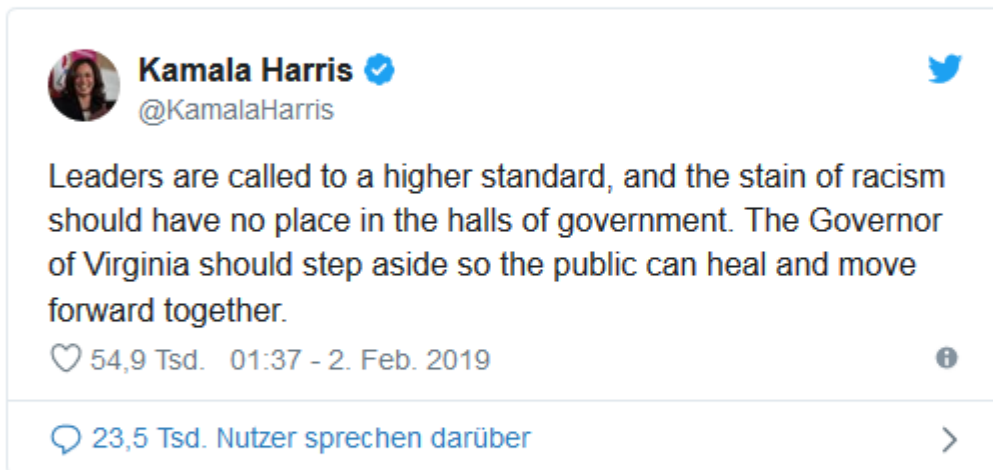 Kamala Harris
@KamalaHarris
Leaders are called to a higher standard, and the stain of racism
should have no place in the halls of government. The Governor
of Virginia should step aside so the public can heal and move
forward together.
54,9 Tsd. 01:37 - 2. Feb. 2019
23,5 Tsd. Nutzer sprechen darüber